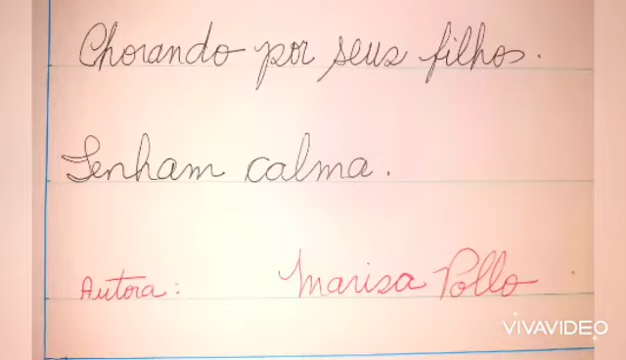 Chorando por seus filhos.
Tenham calma.
Autora: Marisa Pollo
VIVAVIDEO